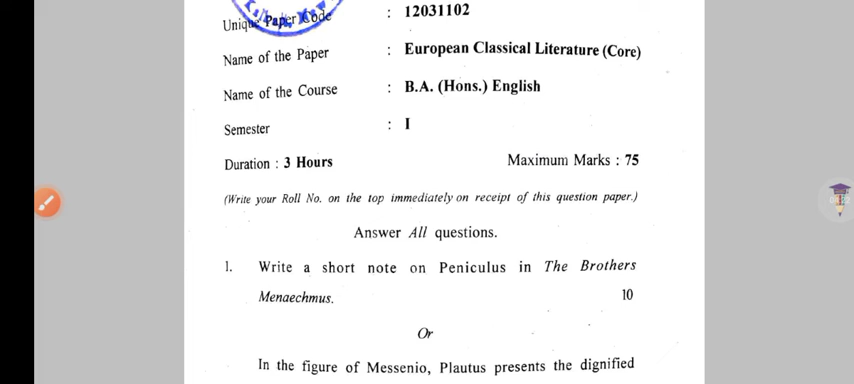 Unique Paper Code : 12031102
Name of the Paper : European Classical Literature (Core)
Name of the Course : B.A. (Hons.) English
Semester : I
Duration : 3 Hours Maximum Marks : 75
(Write your Roll No. on the top immediately on receipt of this question paper.)
Answer All questions.
1. Write a short note on Peniculus in The Brothers
Menaechmus. 10
Or
In the figure of Messenio, Plautus presents the dignified